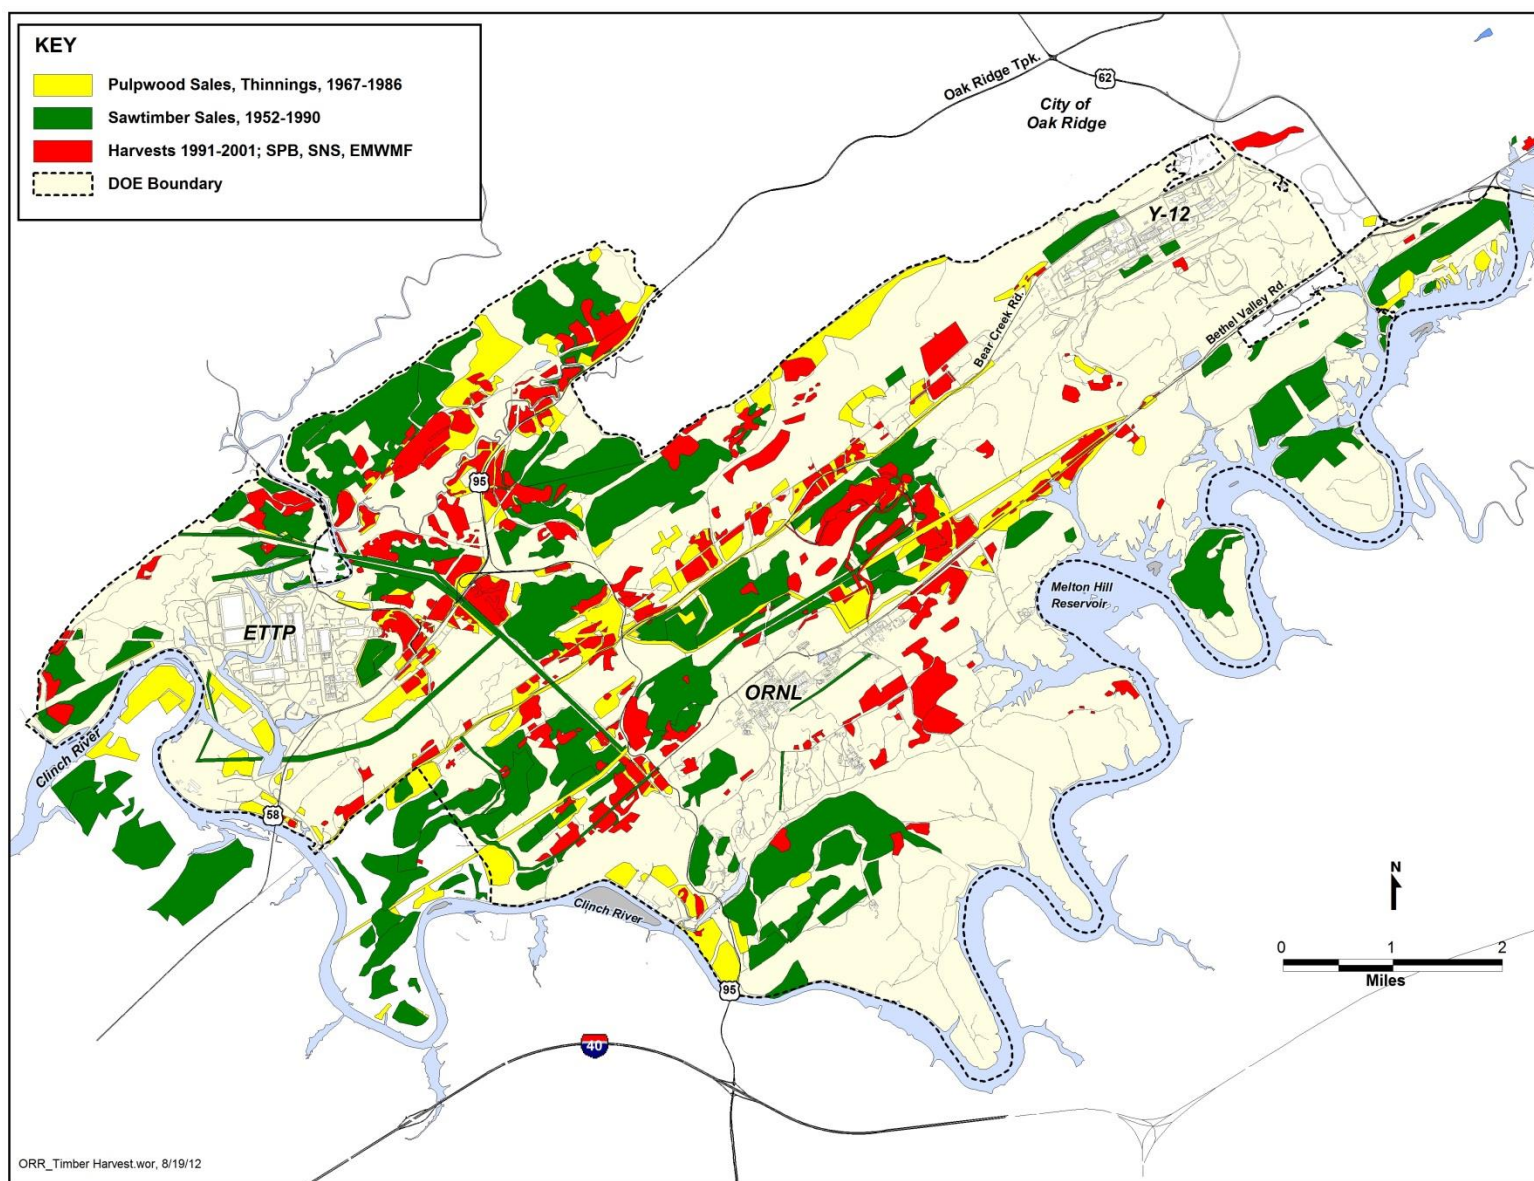 KEY
Pulpwood Sales, Thinnings, 1967-1986
Sawtimber Sales, 1952-1990
Harvests 1991-2001; SPB, SNS, EMWMF
DOE Boundary
Oak Ridge Tpk.
62
City of
Oak Ridge
Y-12
Bear Creek Rd.
Bethel Valley Rd.
95
Melton Hill
Reservoir
ETTP
ORNL
Clinch River
58
Clinch River
95
N
0 1 2
Miles
40
ORR_Timber Harvest.wor, 8/19/12